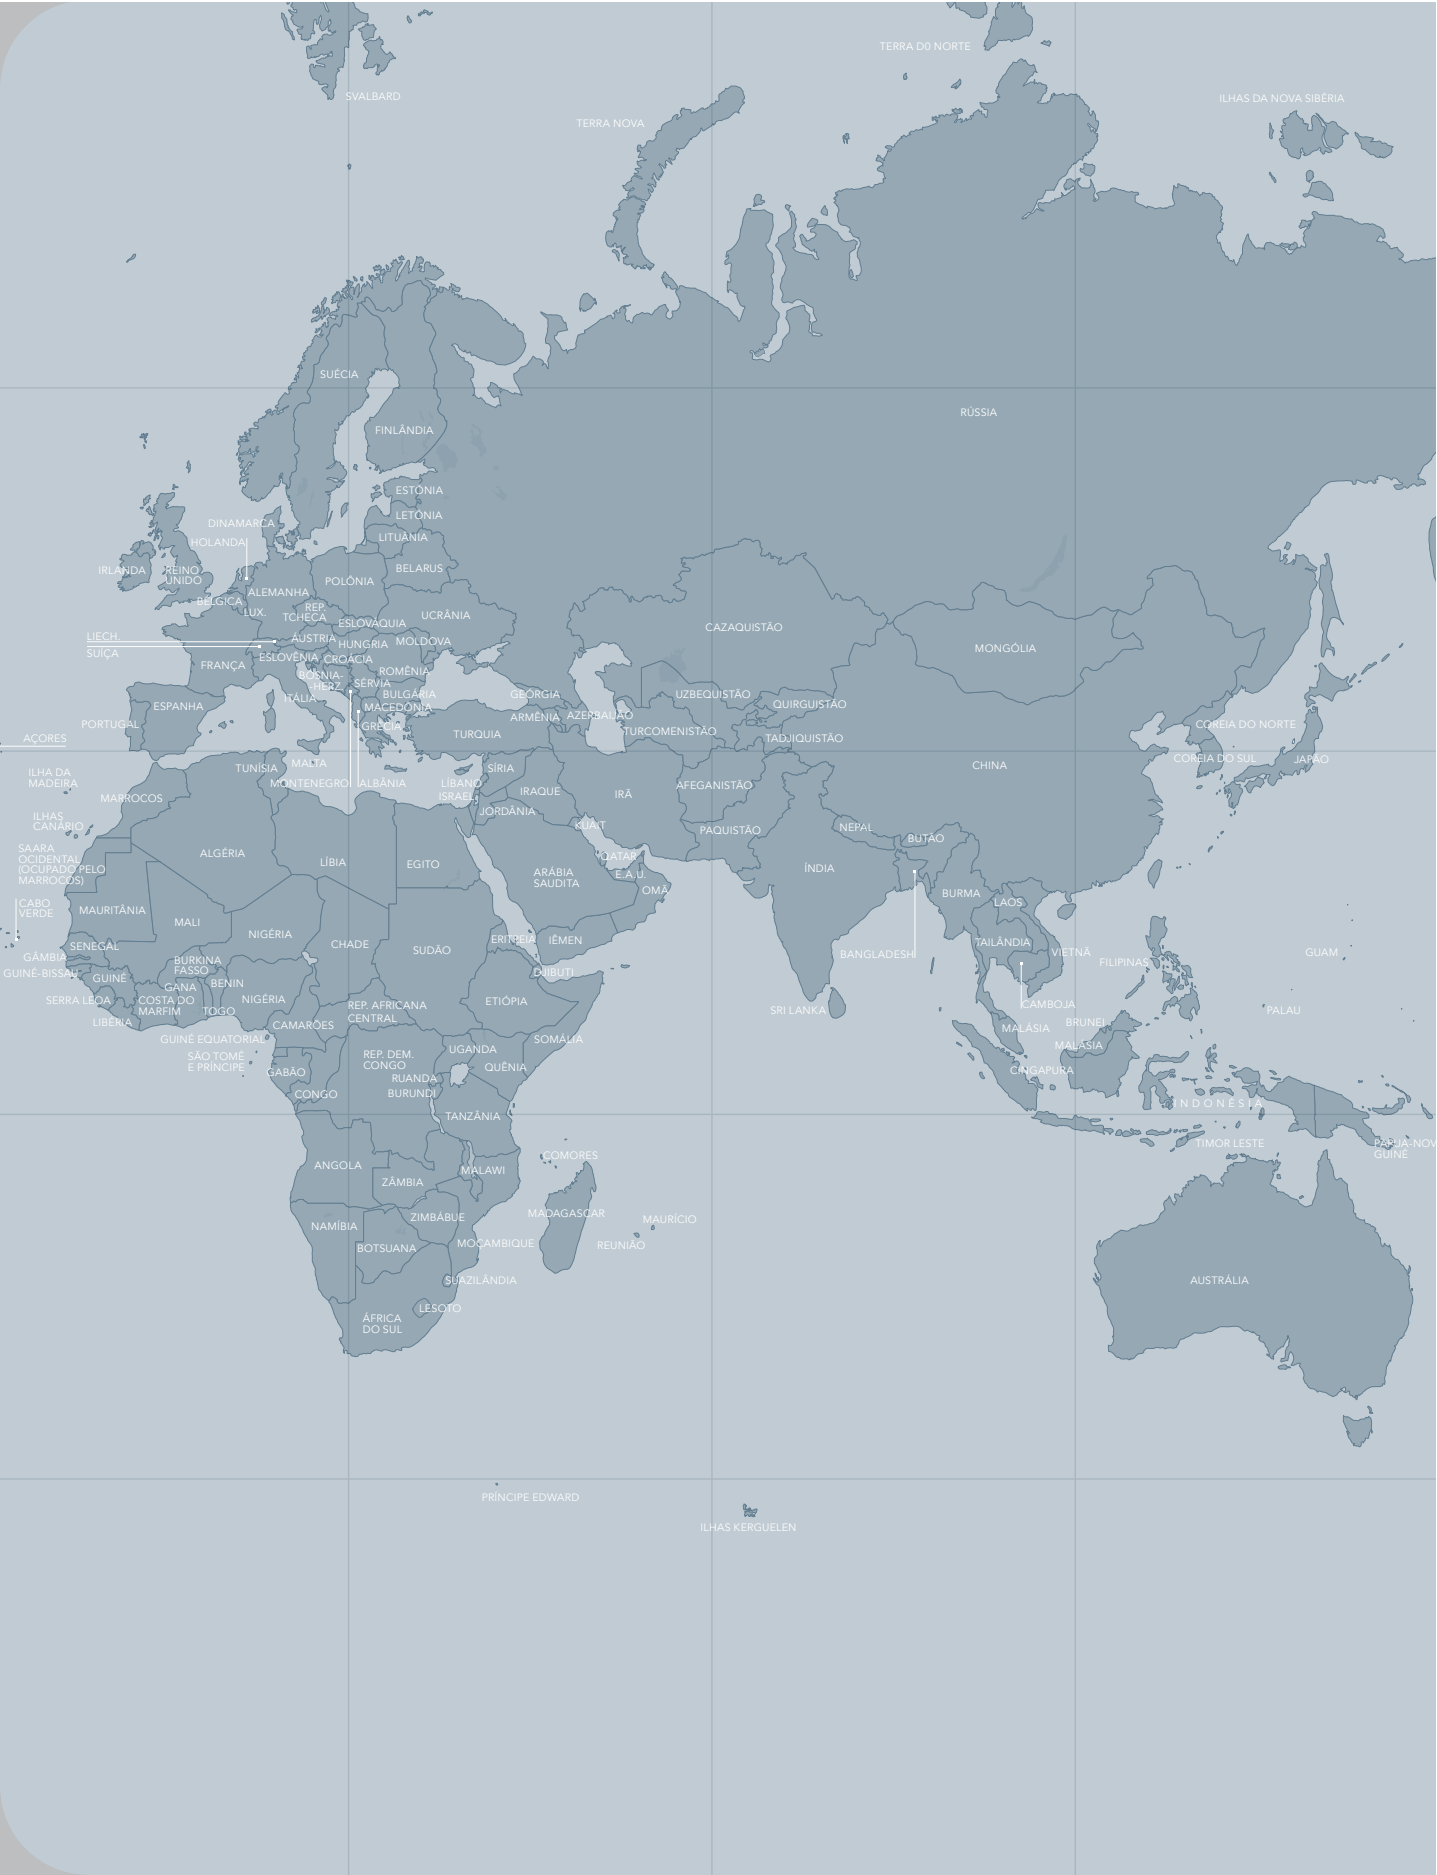 TERRA D0 NORTE
SVALBARD
ILHAS DA NOVA SIBÉRIA
TERRA NOVA
SUÉCIA
RÚSSIA
FINLÂNDIA
ESTÔNIA
LETÔNIA
DINAMARCA
LITUÂNIA
HOLANDA
IRLANDA
REINO
UNIDO
BELARUS
POLÔNIA
ALEMANHA
BÉLGICA
LUX.
REP.
TCHECA
UCRÂNIA
ESLOVÁQUIA
CAZAQUISTÃO
LIECH.
ÁUSTRIA
HUNGRIA
MOLDOVA
MONGÓLIA
SUÍÇA
ESLOVÊNIA
CROÁCIA
FRANÇA
ROMÊNIA
BÓSNIA-
-HERZ.
SÉRVIA
ITÁLIA
BULGÁRIA
GEÓRGIA
UZBEQUISTÃO
QUIRGUISTÃO
ESPANHA
MACEDÔNIA
ARMÊNIA
AZERBAIJÃO
PORTUGAL
GRÉCIA
COREIA DO NORTE
TURQUIA
TURCOMENISTÃO
TADJIQUISTÃO
AÇORES
COREIA DO SUL
JAPÃO
CHINA
ILHA DA
MADEIRA
TUNÍSIA
MALTA
SÍRIA
MONTENEGRO
ALBÂNIA
LÍBANO
ISRAEL
IRAQUE
IRÃ
AFEGANISTÃO
MARROCOS
JORDÂNIA
ILHAS
CANÁRIO
KUAIT
PAQUISTÃO
NEPAL
BUTÃO
SAARA
OCIDENTAL
(OCUPADO PELO
MARROCOS)
ALGÉRIA
LÍBIA
EGITO
QATAR
ARÁBIA
SAUDITA
E.A.U.
OMÃ
ÍNDIA
BURMA
LAOS
CABO
VERDE
MAURITÂNIA
MALI
NIGÉRIA
CHADE
SUDÃO
ERITREIA
IÊMEN
TAILÂNDIA
SENEGAL
BANGLADESH
VIETNÃ
GUAM
GÂMBIA
BURKINA
FASSO
FILIPINAS
GUINÉ-BISSAU
GUINÉ
DJIBUTI
GANA
BENIN
SERRA LEOA
COSTA DO
MARFIM
NIGÉRIA
TOGO
REP. AFRICANA
CENTRAL
ETIÓPIA
SRI LANKA
CAMBOJA
PALAU
LIBÉRIA
CAMARÕES
MALÁSIA
BRUNEI
GUINÉ EQUATORIAL
SOMÁLIA
MALÁSIA
SÃO TOMÉ
E PRÍNCIPE
REP. DEM.
CONGO
UGANDA
QUÊNIA
CINGAPURA
GABÃO
RUANDA
CONGO
BURUNDI
INDONÉSIA
TANZÂNIA
TIMOR LESTE
PAPUA-NOV
GUINÉ
COMORES
ANGOLA
MALAWI
ZÂMBIA
MADAGASCAR
MAURÍCIO
ZIMBÁBUE
NAMÍBIA
MOÇAMBIQUE
REUNIÃO
BOTSUANA
SUAZILÂNDIA
AUSTRÁLIA
LESOTO
ÁFRICA
DO SUL
PRÍNCIPE EDWARD
ILHAS KERGUELEN